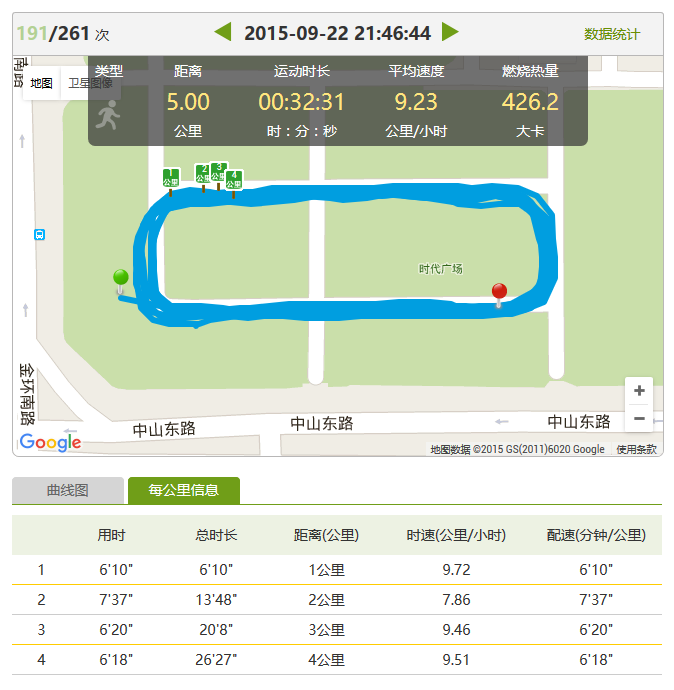 191/261 次
2015-09-22 21:46:44
数据统计
南路
地图
卫星图像
类型 距离 运动时长 平均速度 燃烧热量
5.00 00:32:31 9.23 426.2
公里 时：分：秒 公里/小时 大卡
1 公里
2 公里
3 公里
4 公里
时代广场
金环南路
+
−
中山东路 中山东路 中山东路
Google
地图数据 ©2015 GS(2011)6020 Google 使用条款
曲线图 每公里信息
用时 总时长 距离(公里) 时速(公里/小时) 配速(分钟/公里)
1 6'10" 6'10" 1公里 9.72 6'10"
2 7'37" 13'48" 2公里 7.86 7'37"
3 6'20" 20'8" 3公里 9.46 6'20"
4 6'18" 26'27" 4公里 9.51 6'18"